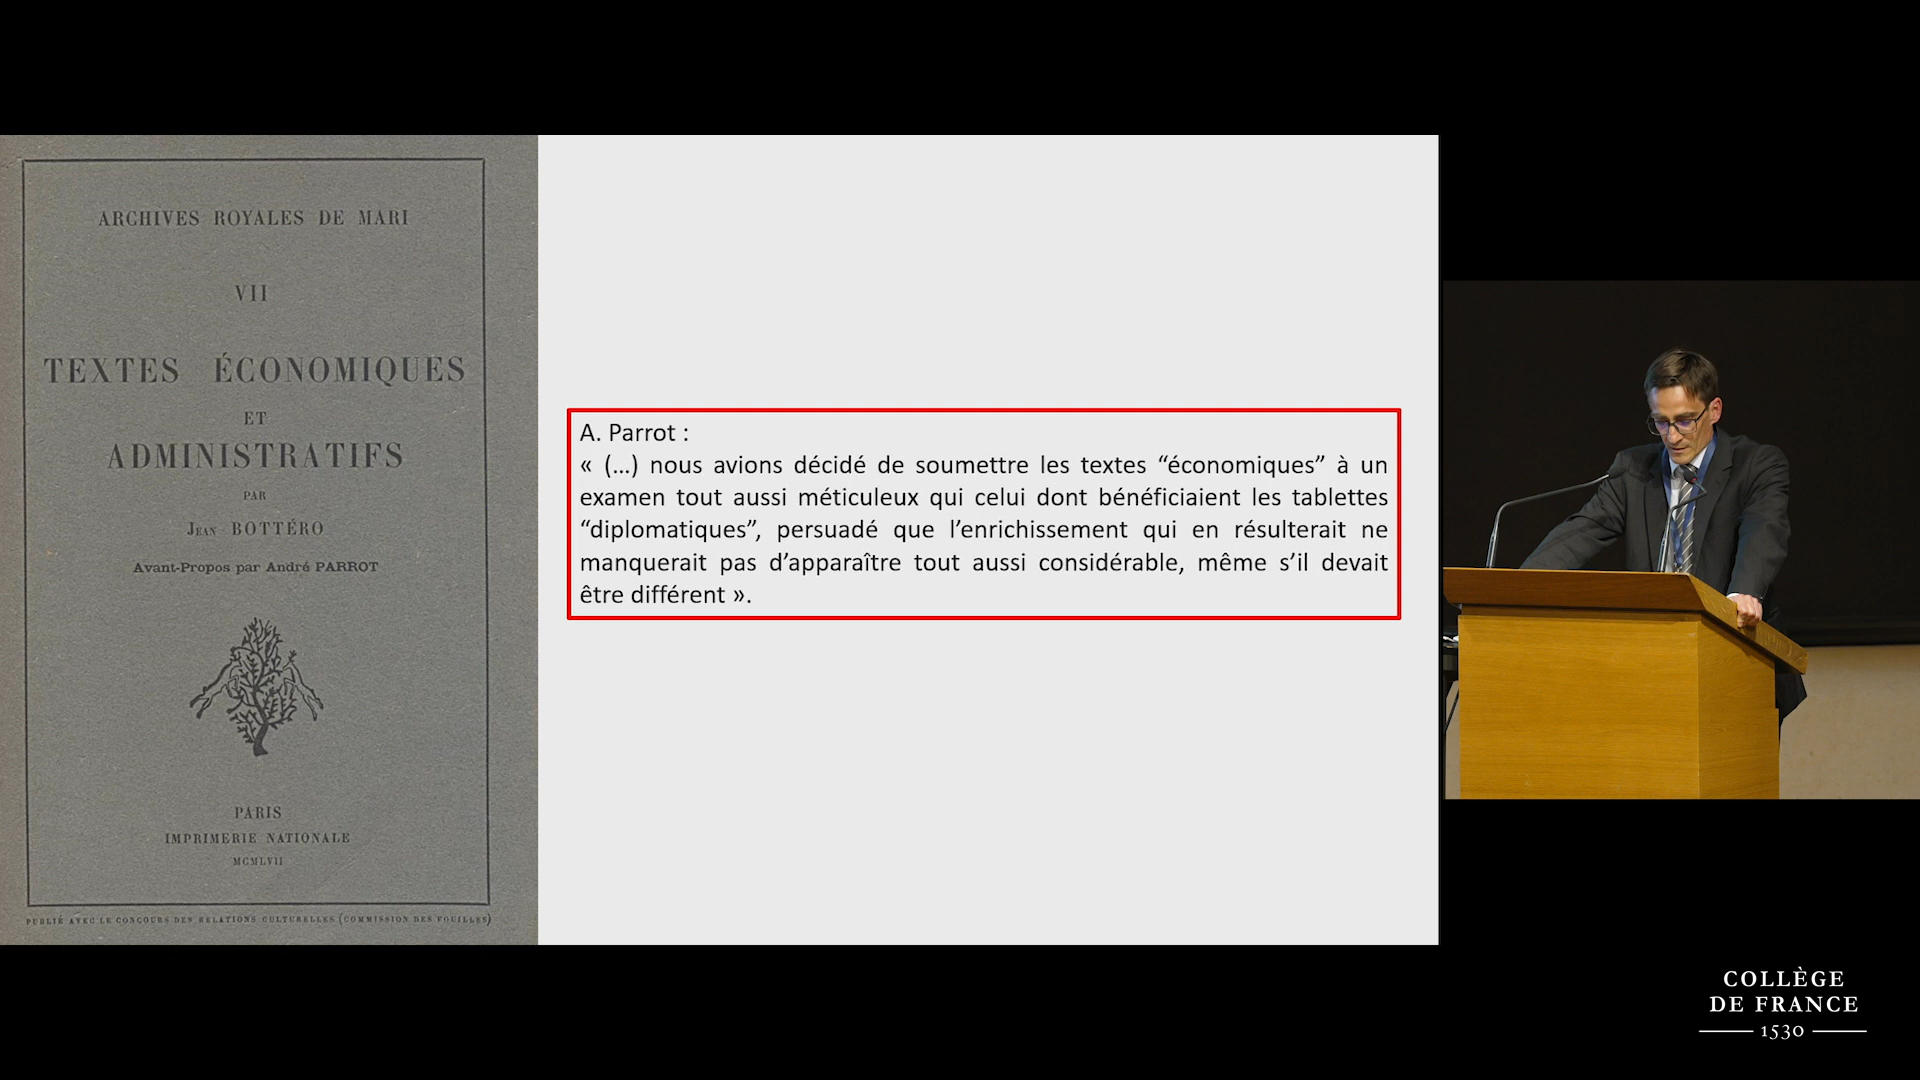 ARCHIVES ROYALES DE MARI
VII
TEXTES ÉCONOMIQUES
ET
ADMINISTRATIFS
PAR
JEAN BOTTÉRO
Avant-Propos par André PARROT
PARIS
IMPRIMERIE NATIONALE
MCMLVII
PUBLIÉ AVEC LE CONCOURS DES RELATIONS CULTURELLES (COMMISSION DES FOUILLES)
A. Parrot :
« (…) nous avions décidé de soumettre les textes “économiques” à un
examen tout aussi méticuleux qui celui dont bénéficiaient les tablettes
“diplomatiques”, persuadé que l’enrichissement qui en résulterait ne
manquerait pas d’apparaître tout aussi considérable, même s’il devait
être différent ».
COLLÈGE
DE FRANCE
1530